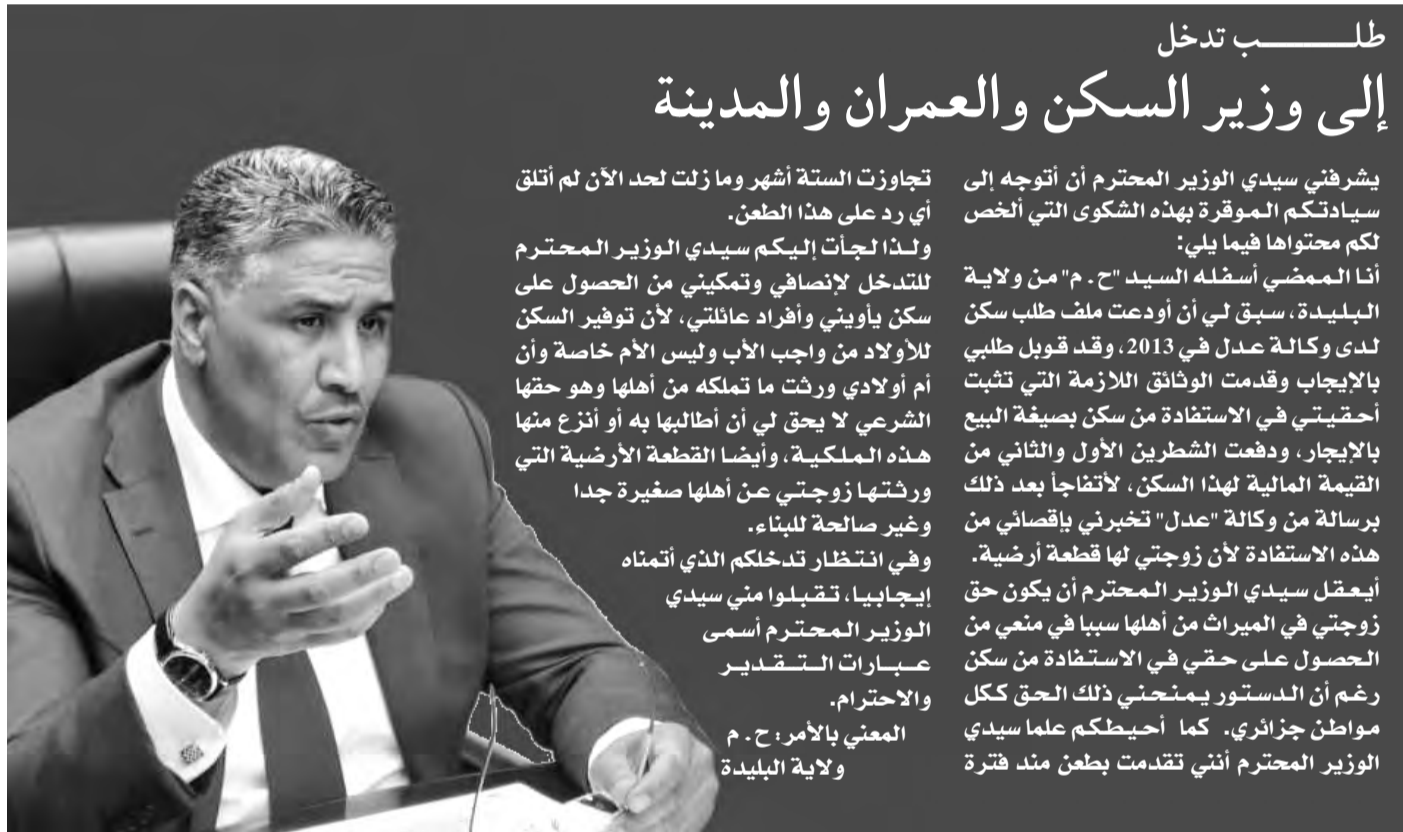 طلب تدخل
إلى وزير السكن والعمران والمدينة
يشرفني سيدي الوزير المحترم أن أتوجه إلى
سيادتكم الموقرة بهذه الشكوى التي ألخص
لكم محتواها فيما يلي:
أنا الممضي أسفله السيد "ح. م" من ولاية
البليدة، سبق لي أن أودعت ملف طلب سكن
لدى وكالة عدل في 2013، وقد قوبل طلبي
بالإيجاب وقدمت الوثائق اللازمة التي تثبت
أحقيتي في الاستفادة من سكن بصيغة البيع
بالإيجار، ودفعت الشطرين الأول والثاني من
القيمة المالية لهذا السكن، لأتفاجأ بعد ذلك
برسالة من وكالة "عدل" تخبرني بإقصائي من
هذه الاستفادة لأن زوجتي لها قطعة أرضية.
أيعقل سيدي الوزير المحترم أن يكون حق
زوجتي في الميراث من أهلها سببا في منعي من
الحصول على حقي في الاستفادة من سكن
رغم أن الدستور يمنحني ذلك الحق ككل
مواطن جزائري. كما أحيطكم علما سيدي
الوزير المحترم أنني تقدمت بطعن مند فترة
تجاوزت الستة أشهر وما زلت لحد الآن لم أتلق
أي رد على هذا الطعن.
ولذا لجأت إليكم سيدي الوزير المحترم
للتدخل لإنصافي وتمكيني من الحصول على
سكن يأويني وأفراد عائلتي، لأن توفير السكن
للأولاد من واجب الأب وليس الأم خاصة وأن
أم أولادي ورثت ما تملكه من أهلها وهو حقها
الشرعي لا يحق لي أن أطالبها به أو أنزع منها
هذه الملكية، وأيضا القطعة الأرضية التي
ورثتها زوجتي عن أهلها صغيرة جدا
وغير صالحة للبناء.
وفي انتظار تدخلكم الذي أتمناه
إيجابيا، تقبلوا مني سيدي
الوزير المحترم أسمى
عبارات التقدير
والاحترام.
المعني بالأمر: ح. م
ولاية البليدة